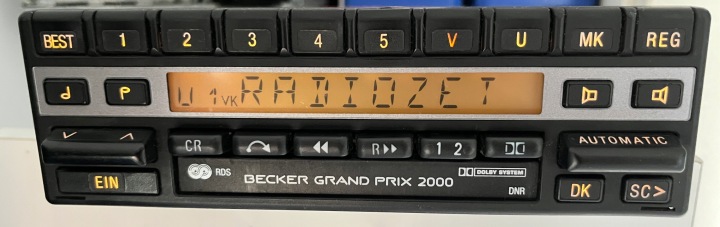 BEST 1 2 3 4 5 V U MK REG
U 1 VK RADIOZET
CR R 1 2 AUTOMATIC
RDS BECKER GRAND PRIX 2000 DOLBY SYSTEM
EIN DNR DK SC>